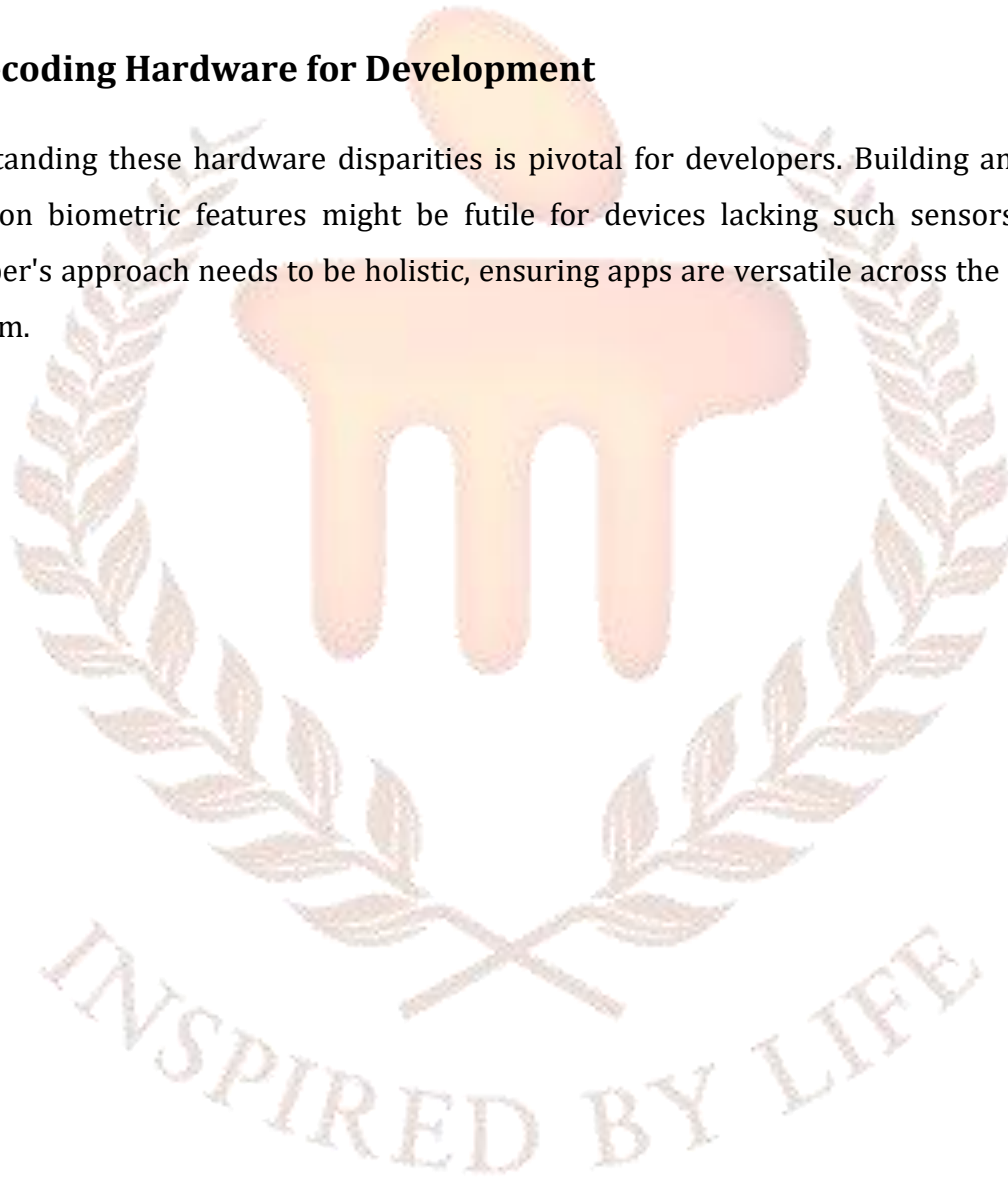 coding Hardware for Development
tanding these hardware disparities is pivotal for developers. Building an
on biometric features might be futile for devices lacking such sensors
per's approach needs to be holistic, ensuring apps are versatile across the
m.
INSPIRED BY LIFE